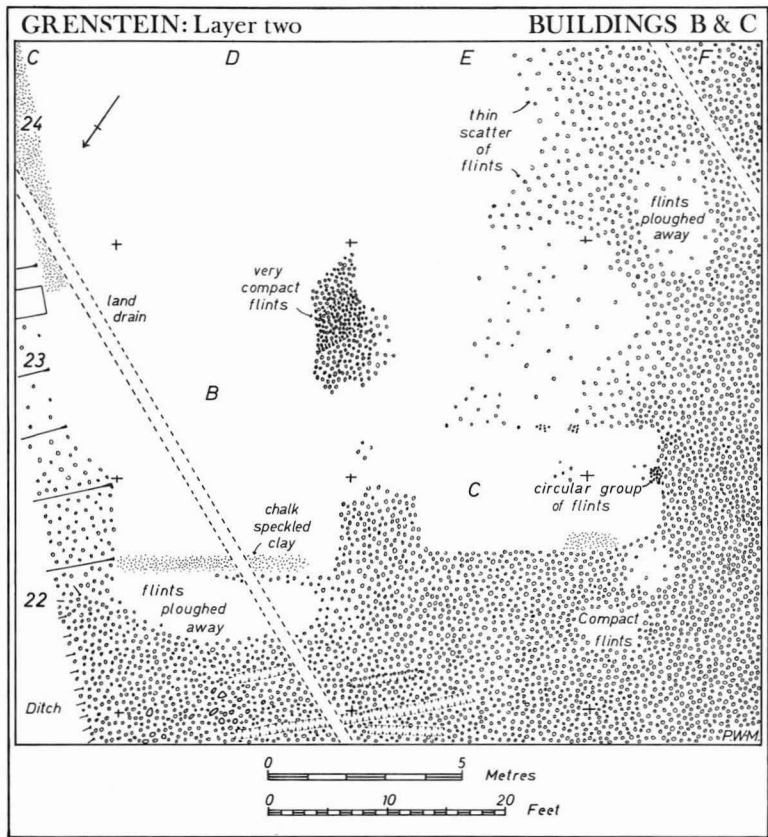 GRENSTEIN: Layer two BUILDINGS B & C
C D E F
24
thin
scatter
of
flints
flints
ploughed
away
very
compact
flints
land
drain
23
B
C
circular group
of flints
chalk
speckled
clay
22
flints
ploughed
away
Compact
flints
Ditch
P.W.M.
0 5 Metres
0 10 20 Feet